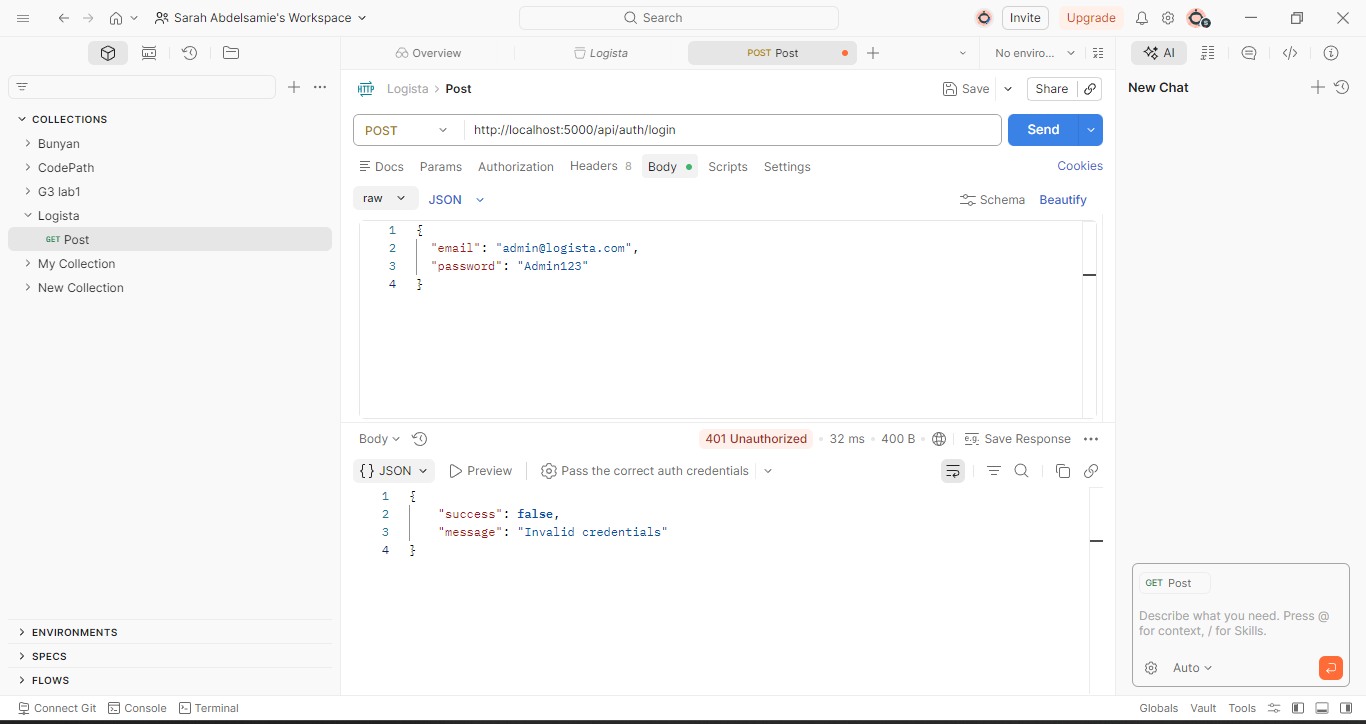 Sarah Abdelsamie's Workspace
Search
Invite
Upgrade
S
Overview
Logista
POST Post
No enviro...
AI
COLLECTIONS
Bunyan
CodePath
G3 lab1
Logista
GET Post
My Collection
New Collection
ENVIRONMENTS
SPECS
FLOWS
HTTP
Logista > Post
Save
Share
POST
http://localhost:5000/api/auth/login
Send
Docs
Params
Authorization
Headers 8
Body
Scripts
Settings
Cookies
raw
JSON
Schema
Beautify
1 {
2 "email": "admin@logista.com",
3 "password": "Admin123"
4 }
Body
401 Unauthorized • 32 ms • 400 B
e.g. Save Response
{} JSON
Preview
Pass the correct auth credentials
1 {
2 "success": false,
3 "message": "Invalid credentials"
4 }
New Chat
GET Post
Describe what you need. Press @
for context, / for Skills.
Auto
Connect Git
Console
Terminal
Globals
Vault
Tools